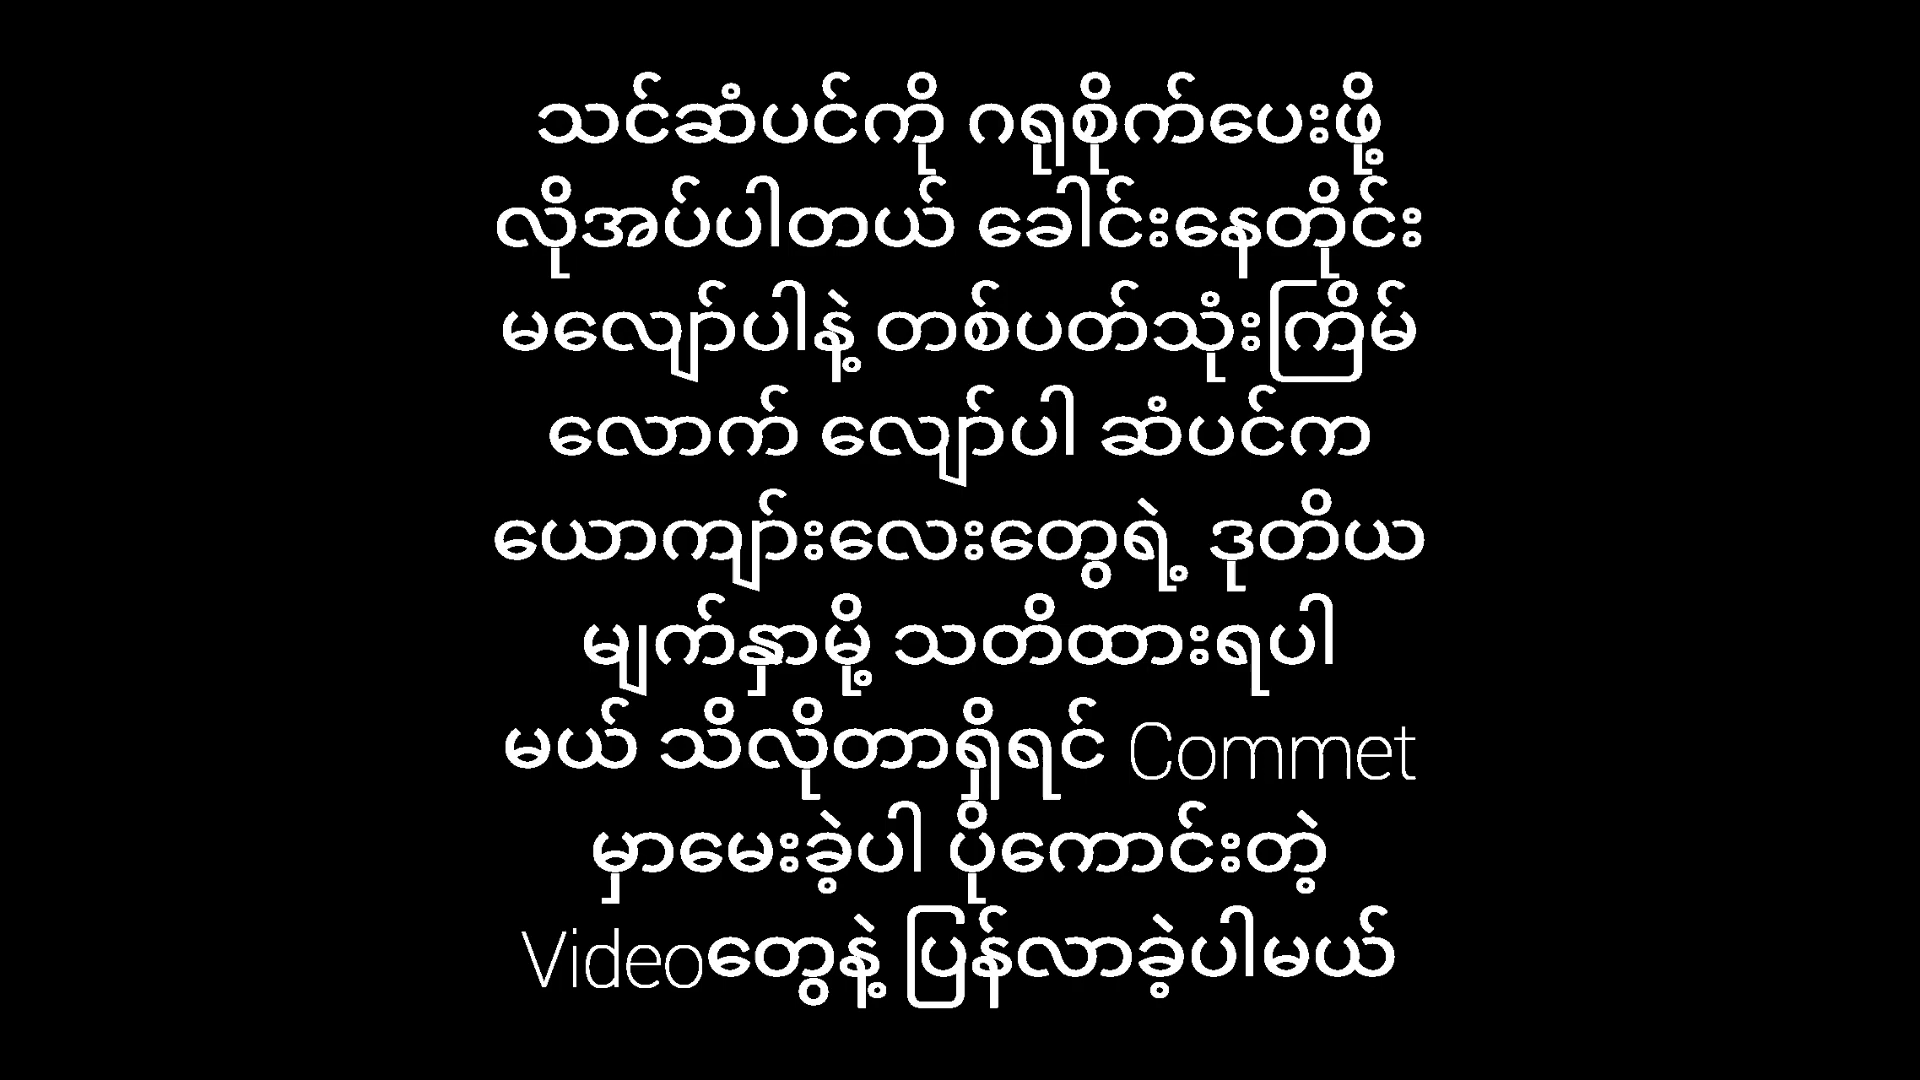 သင်ဆံပင်ကို ဂရုစိုက်ပေးဖို့
လိုအပ်ပါတယ် ခေါင်းနေတိုင်း
မလျှော်ပါနဲ့ တစ်ပတ်သုံးကြိမ်
လောက် လျှော်ပါ ဆံပင်က
ယောကျာ်းလေးတွေရဲ့ ဒုတိယ
မျက်နှာမို့ သတိထားရပါ
မယ် သိလိုတာရှိရင် Commet
မှာမေးခဲ့ပါ ပိုကောင်းတဲ့
Videoတွေနဲ့ ပြန်လာခဲ့ပါမယ်